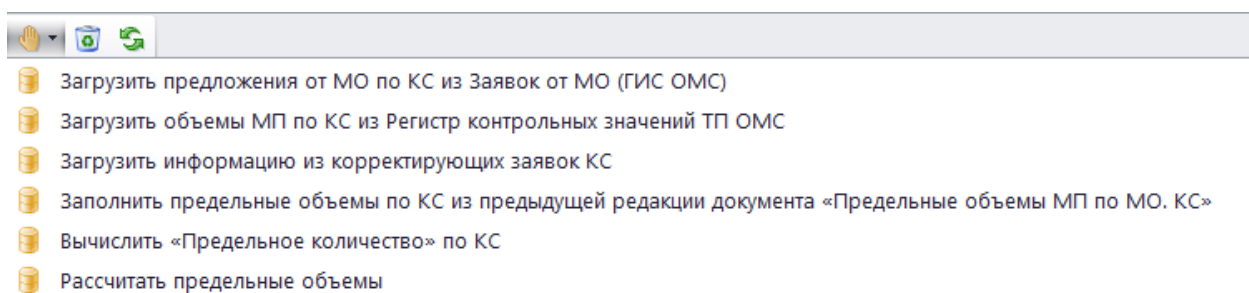 Загрузить предложения от МО по КС из Заявок от МО (ГИС ОМС)
Загрузить объемы МП по КС из Регистр контрольных значений ТП ОМС
Загрузить информацию из корректирующих заявок КС
Заполнить предельные объемы по КС из предыдущей редакции документа «Предельные объемы МП по МО. КС»
Вычислить «Предельное количество» по КС
Рассчитать предельные объемы